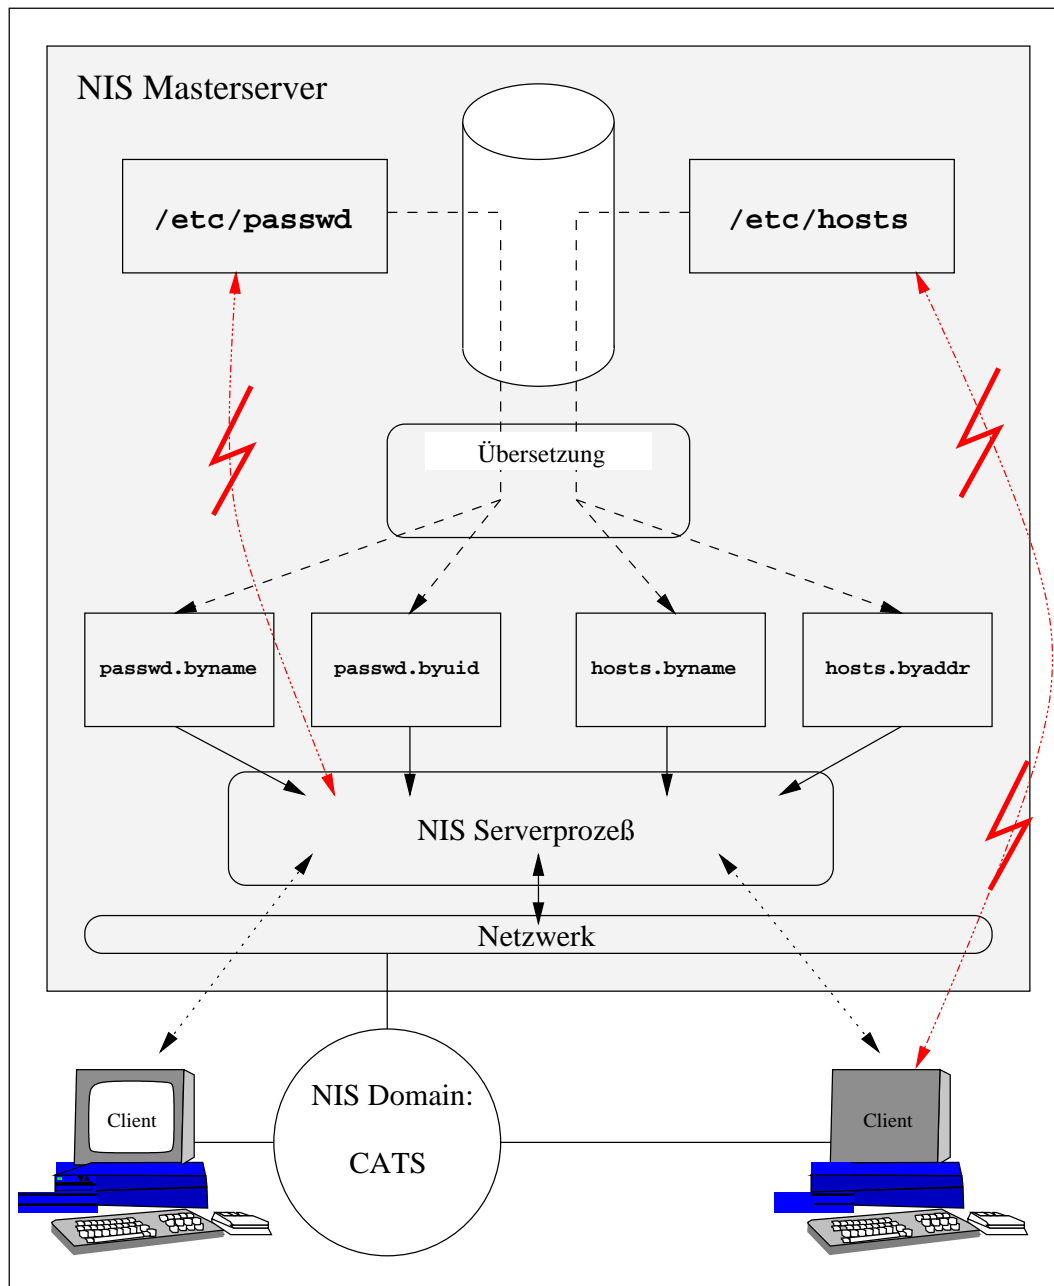 NIS Masterserver
/etc/passwd
/etc/hosts
Übersetzung
passwd.byname
passwd.byuid
hosts.byname
hosts.byaddr
NIS Serverprozeß
Netzwerk
NIS Domain:
CATS
Client
Client